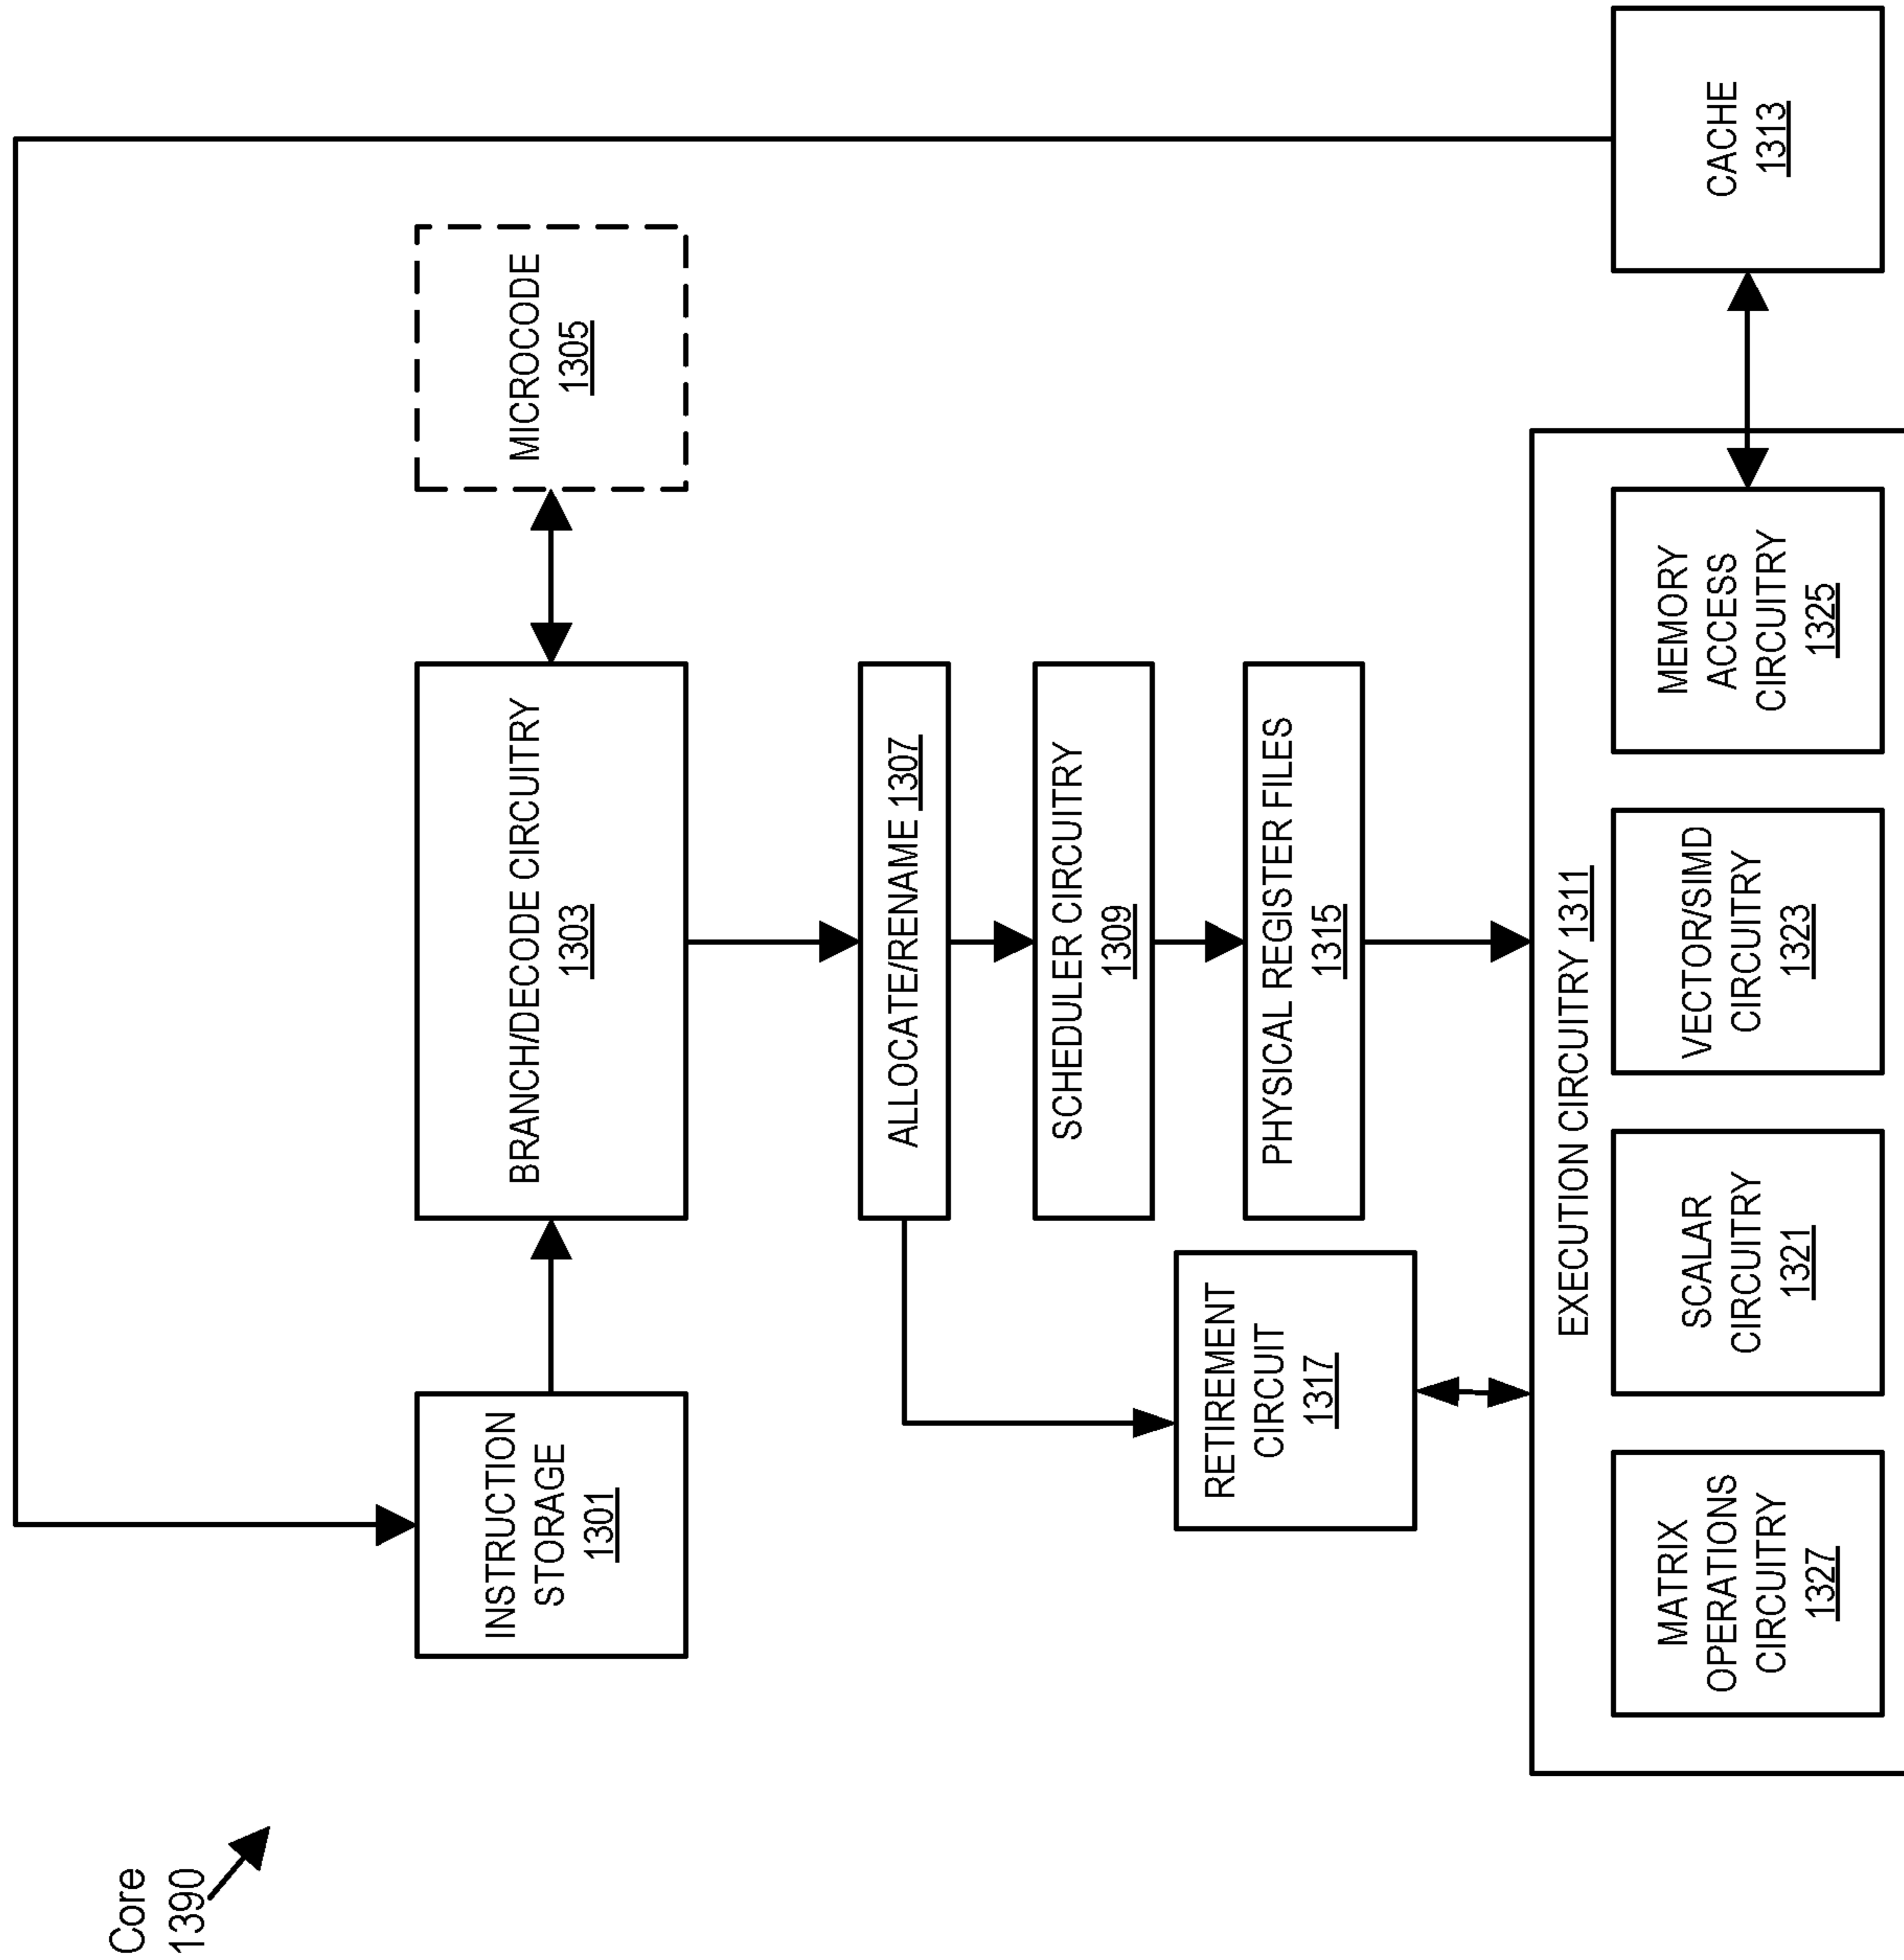 Core
1390
INSTRUCTION
STORAGE
1301
BRANCH/DECODE CIRCUITRY
1303
MICROCODE
1305
ALLOCATE/RENAME 1307
SCHEDULER CIRCUITRY
1309
PHYSICAL REGISTER FILES
1315
RETIREMENT
CIRCUIT
1317
EXECUTION CIRCUITRY 1311
MATRIX
OPERATIONS
CIRCUITRY
1327
SCALAR
CIRCUITRY
1321
VECTOR/SIMD
CIRCUITRY
1323
MEMORY
ACCESS
CIRCUITRY
1325
CACHE
1313